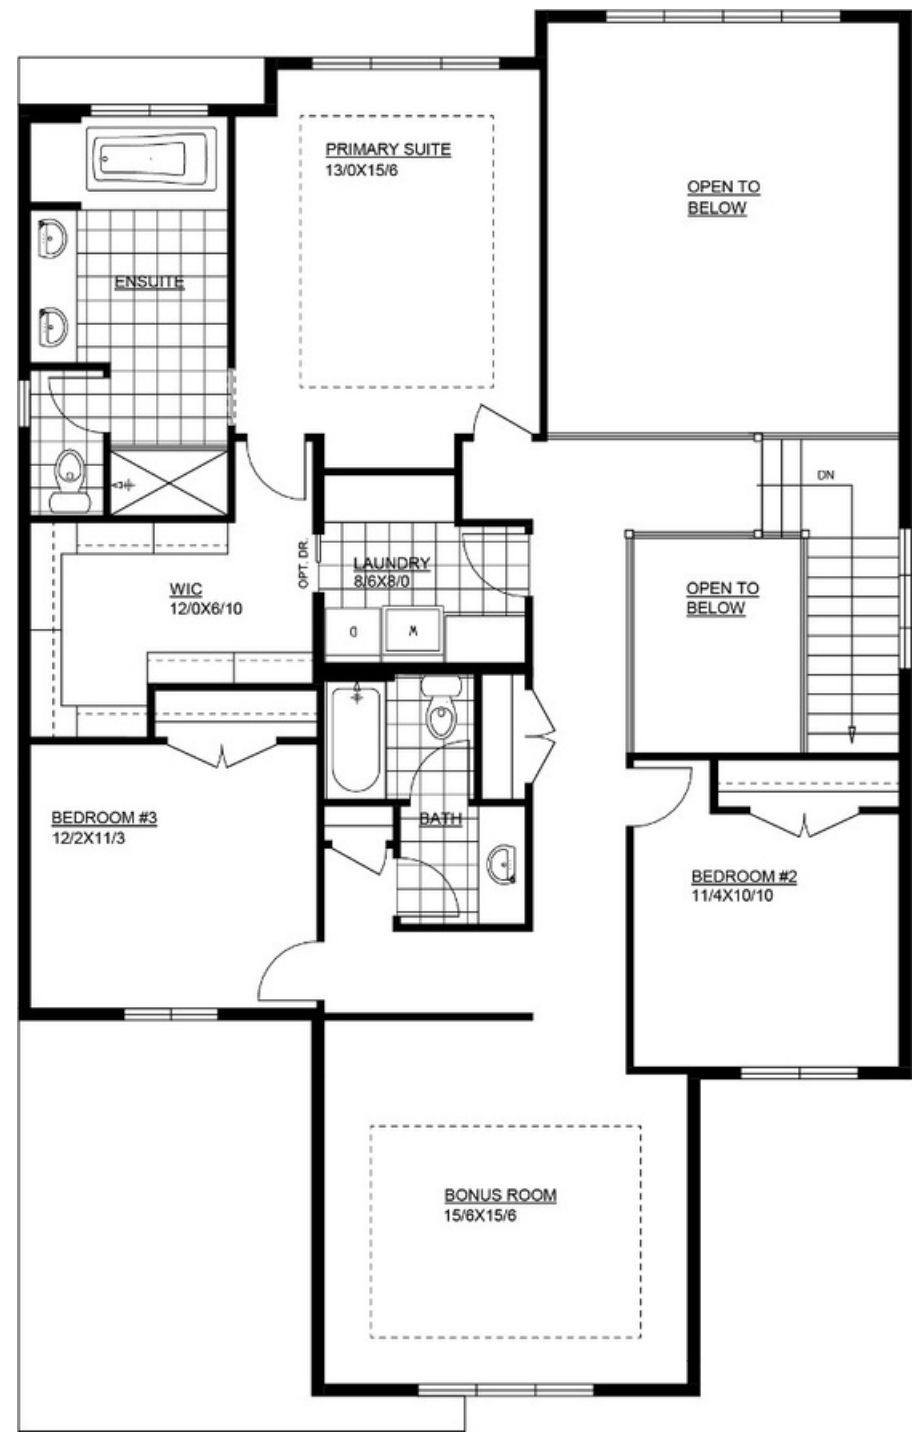 PRIMARY SUITE
13/0X15/6
OPEN TO
BELOW
ENSUITE
DN
OPT. DR.
LAUNDRY
8/6X8/0
WIC
12/0X6/10
OPEN TO
BELOW
D
W
BEDROOM #3
12/2X11/3
BATH
BEDROOM #2
11/4X10/10
BONUS ROOM
15/6X15/6